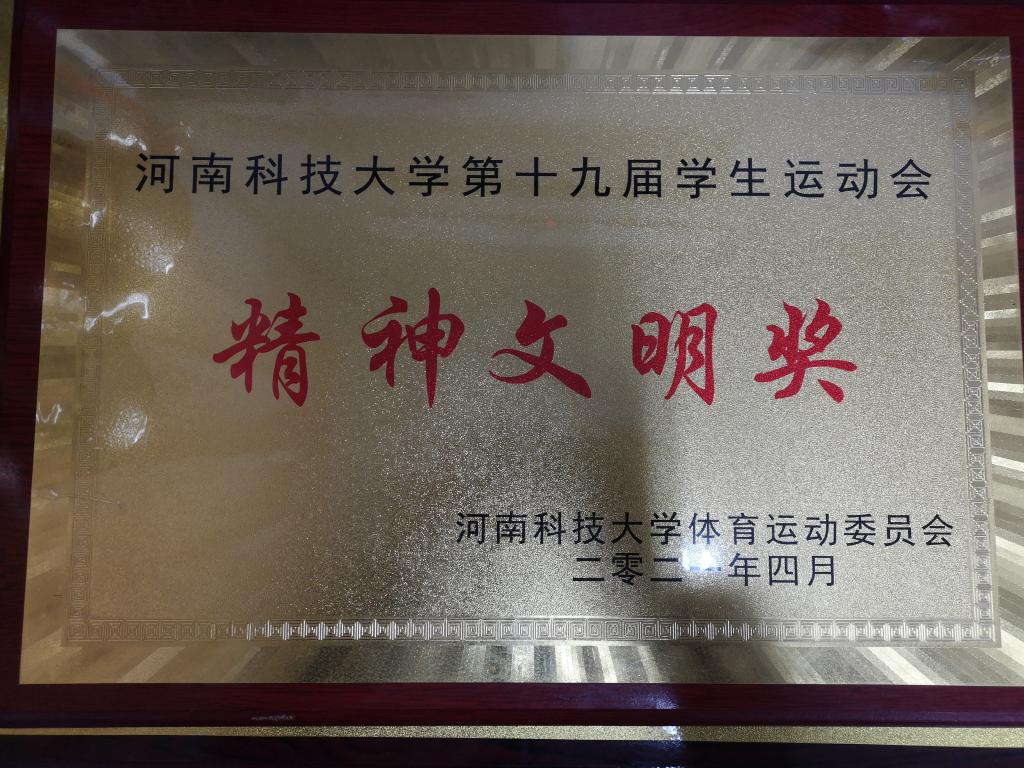 河南科技大学第十九届学生运动会
精神文明奖
河南科技大学体育运动委员会
二零二一年四月